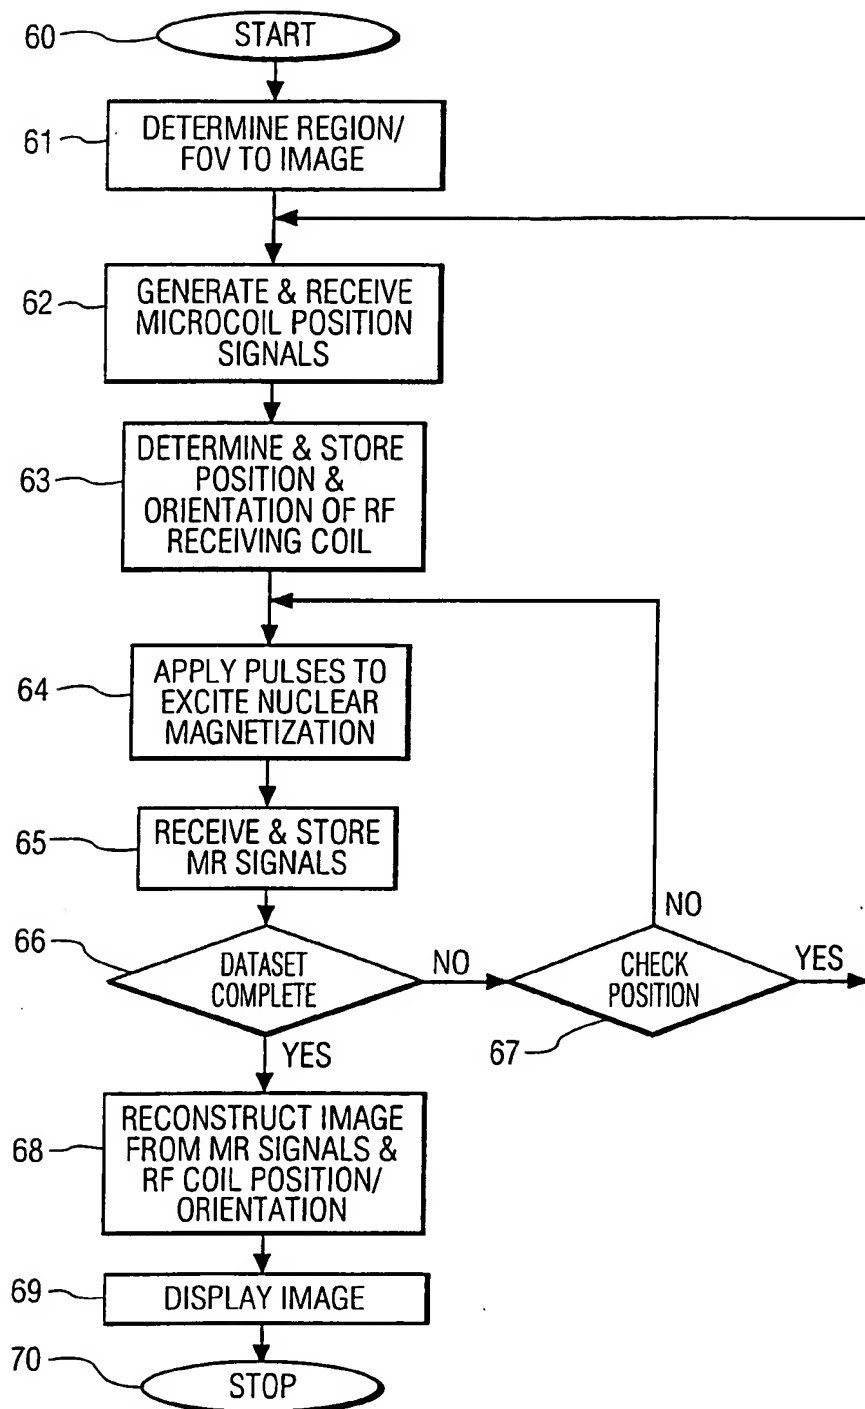 60
START
61
DETERMINE REGION/
FOV TO IMAGE
62
GENERATE & RECEIVE
MICROCOIL POSITION
SIGNALS
63
DETERMINE & STORE
POSITION &
ORIENTATION OF RF
RECEIVING COIL
64
APPLY PULSES TO
EXCITE NUCLEAR
MAGNETIZATION
65
RECEIVE & STORE
MR SIGNALS
66
DATASET
COMPLETE
NO
CHECK
POSITION
NO
YES
67
YES
68
RECONSTRUCT IMAGE
FROM MR SIGNALS &
RF COIL POSITION/
ORIENTATION
69
DISPLAY IMAGE
70
STOP